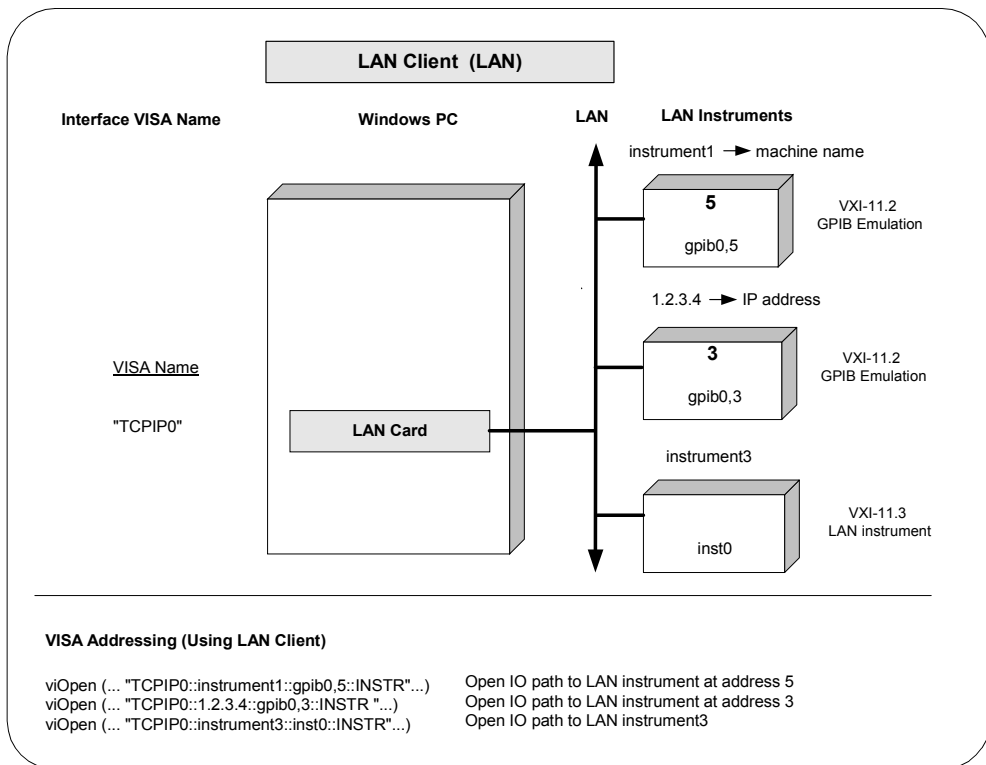 LAN Client (LAN)
Interface VISA Name
Windows PC
LAN
LAN Instruments
instrument1 → machine name
5
gpib0,5
VXI-11.2
GPIB Emulation
1.2.3.4 → IP address
3
gpib0,3
VXI-11.2
GPIB Emulation
VISA Name
"TCPIP0"
LAN Card
instrument3
inst0
VXI-11.3
LAN instrument
VISA Addressing (Using LAN Client)
viOpen (... "TCPIP0::instrument1::gpib0,5::INSTR"...) Open IO path to LAN instrument at address 5
viOpen (... "TCPIP0::1.2.3.4::gpib0,3::INSTR "...) Open IO path to LAN instrument at address 3
viOpen (... "TCPIP0::instrument3::inst0::INSTR"...) Open IO path to LAN instrument3